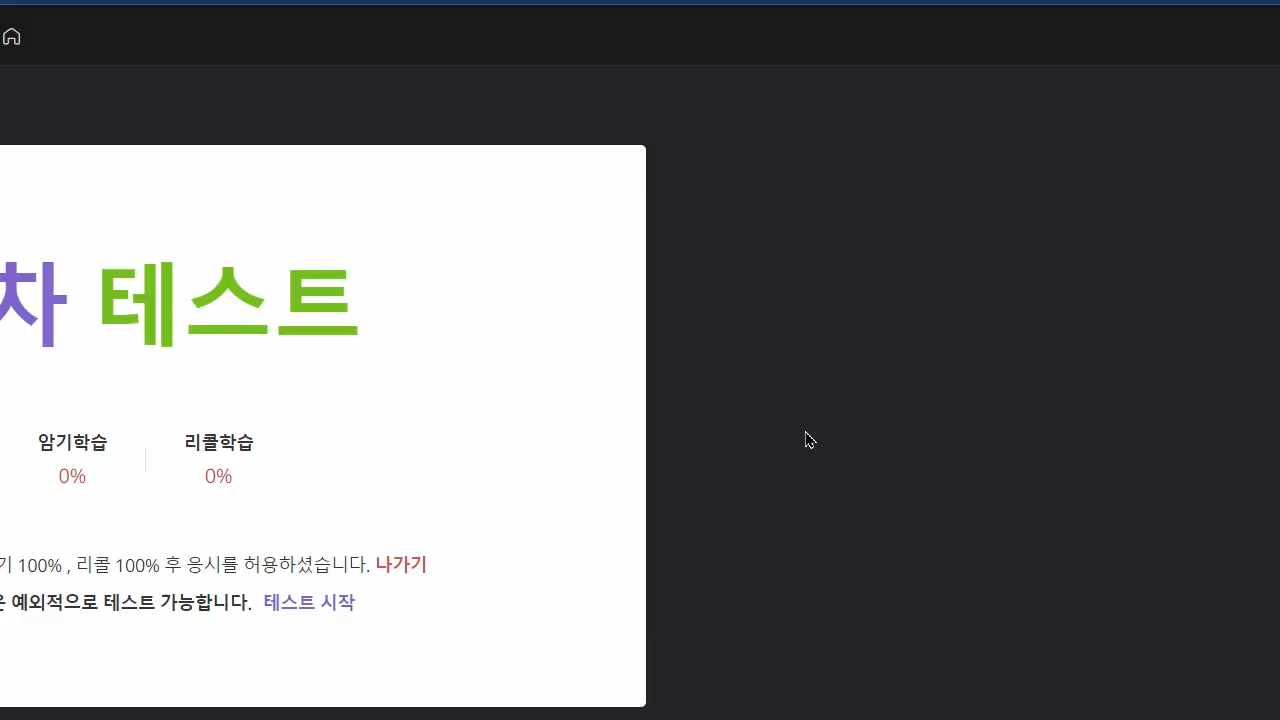 차 테스트
암기학습 리콜학습
0% 0%
기 100% , 리콜 100% 후 응시를 허용하셨습니다. 나가기
은 예외적으로 테스트 가능합니다. 테스트 시작